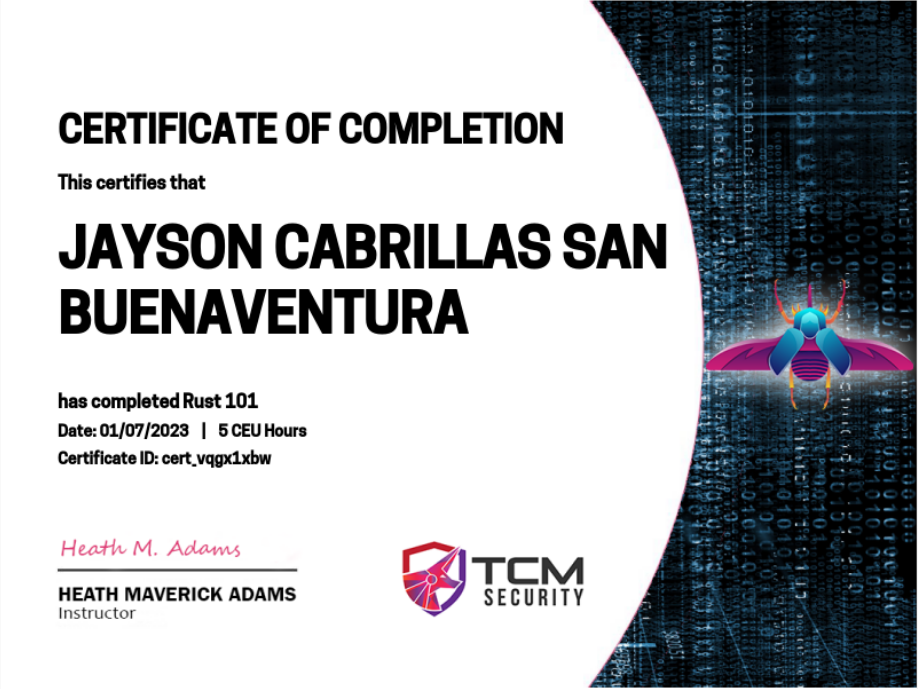 CERTIFICATE OF COMPLETION
This certifies that
JAYSON CABRILLAS SAN
BUENAVENTURA
has completed Rust 101
Date: 01/07/2023 | 5 CEU Hours
Certificate ID: cert_vqgx1xbw
Heath M. Adams
HEATH MAVERICK ADAMS
Instructor
TCM
SECURITY